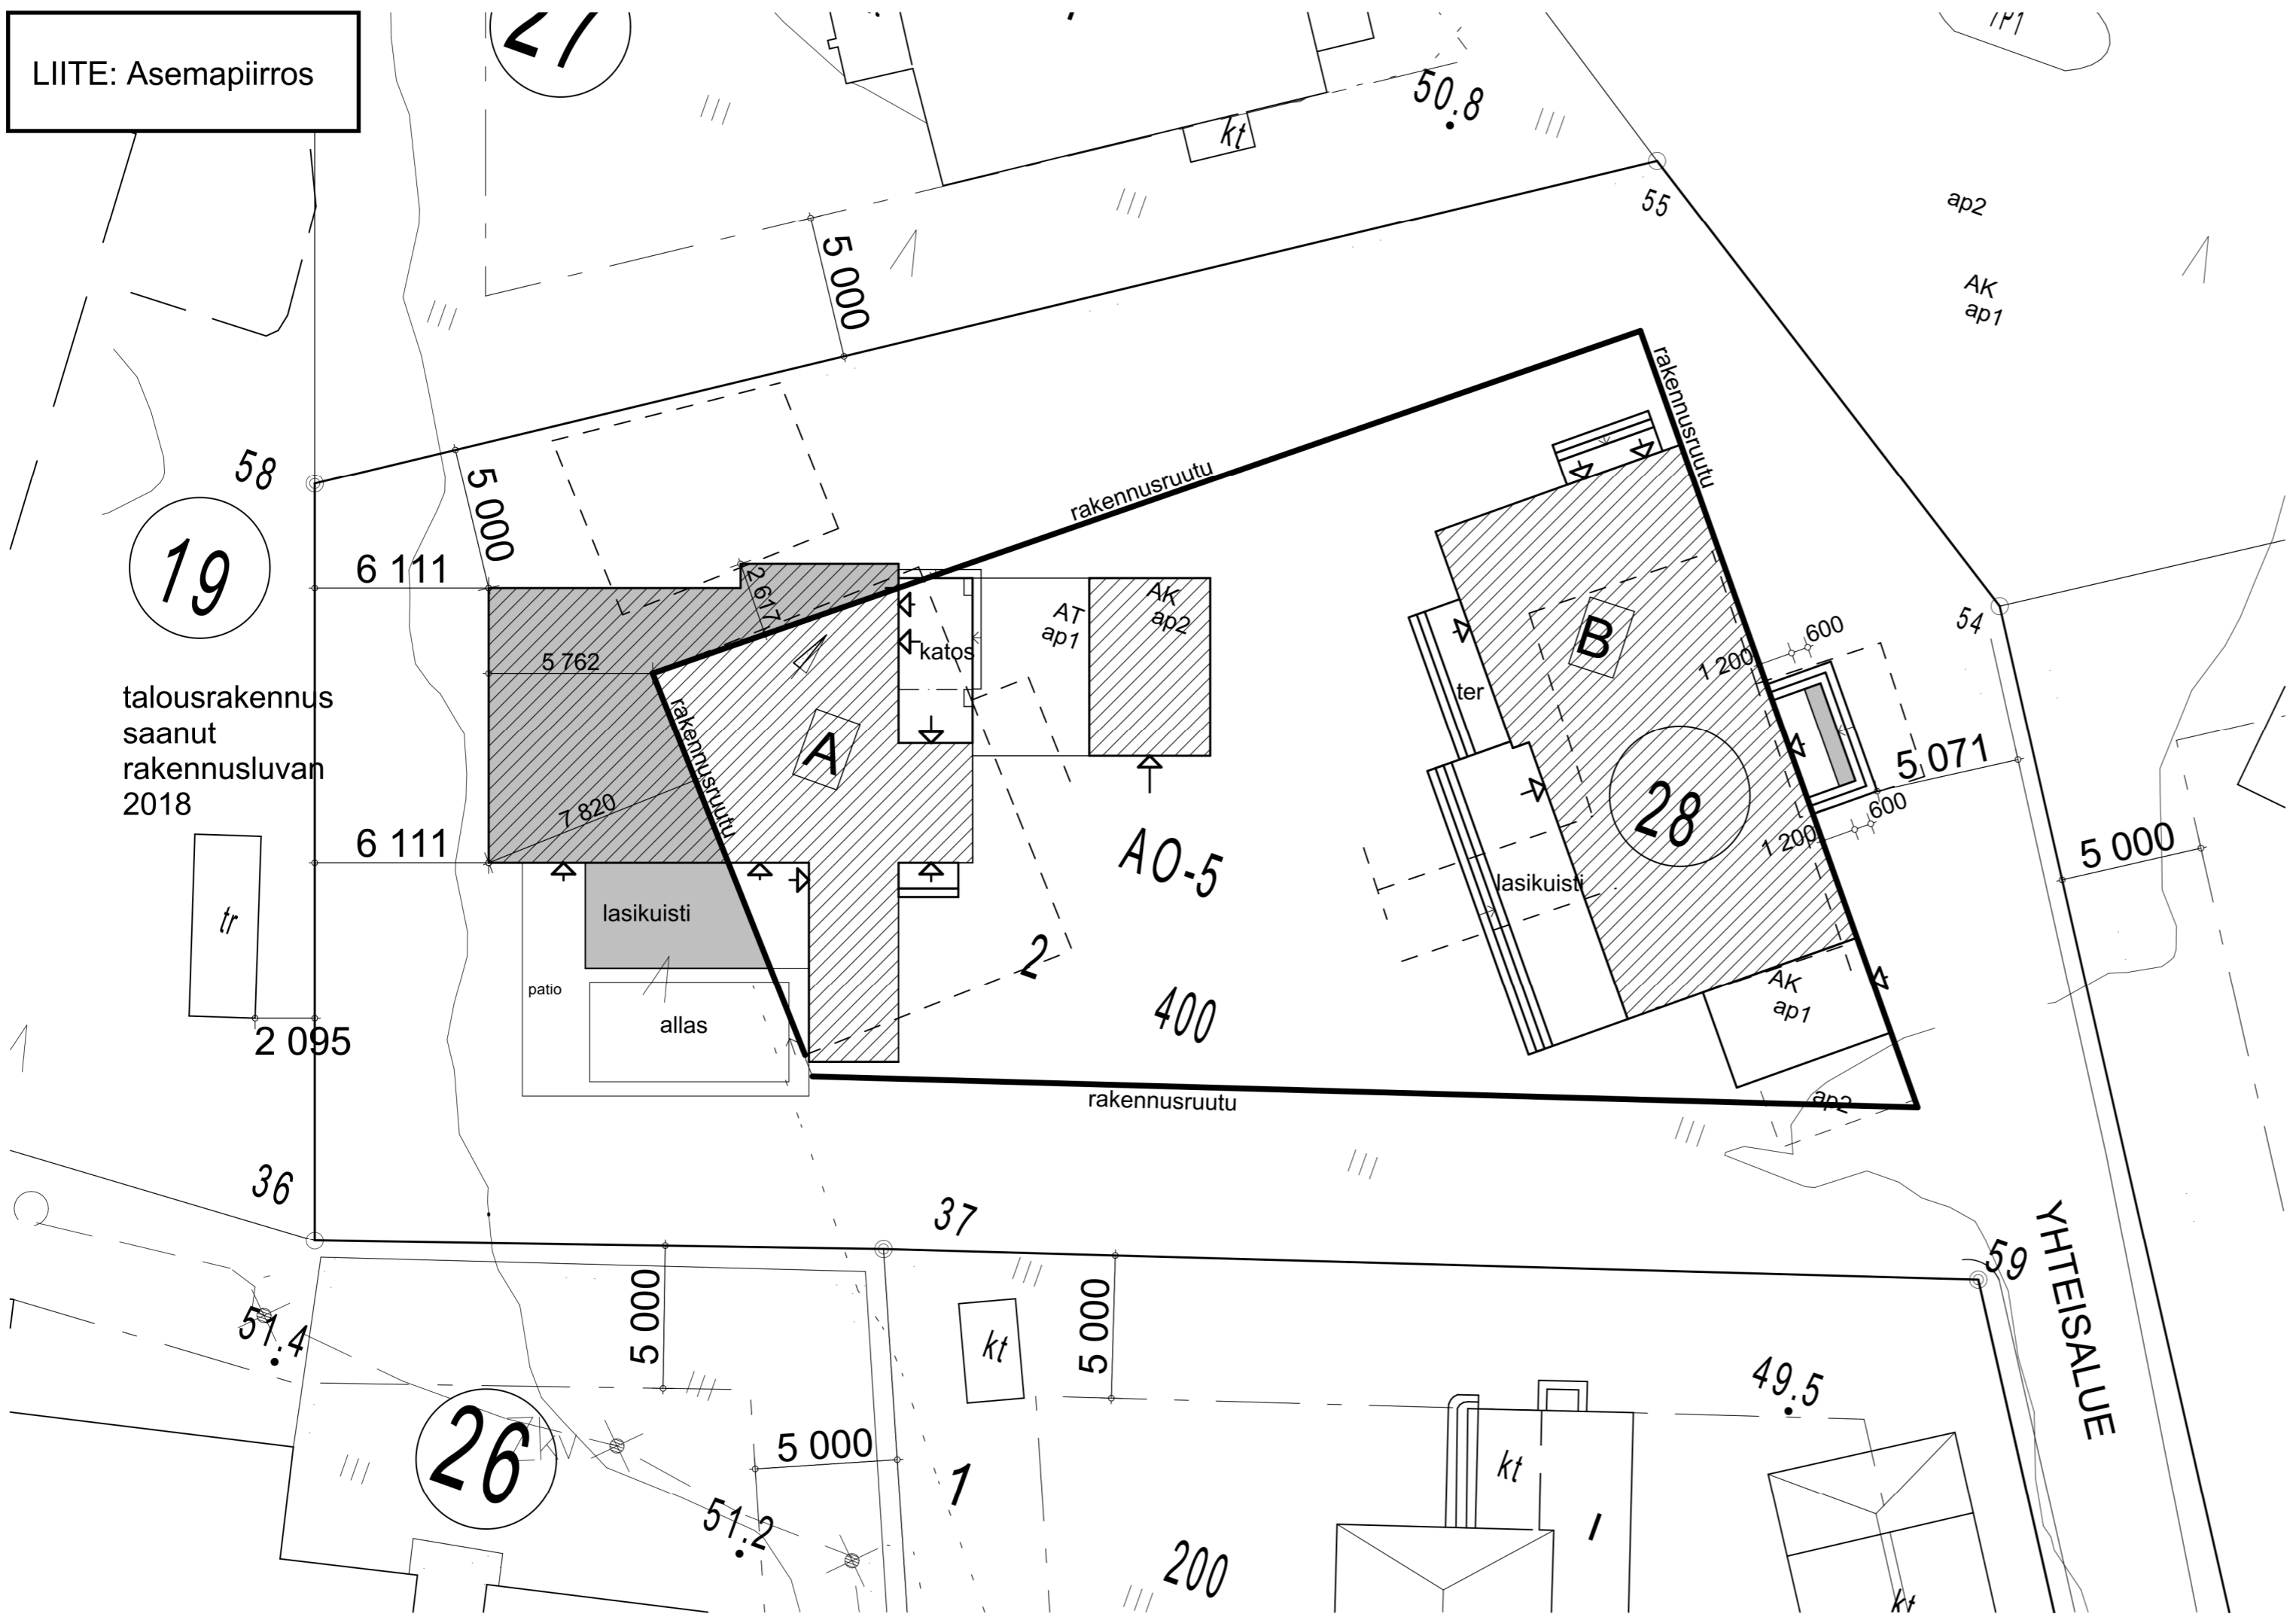 LIITE: Asemapiirros
27
kt
50.8
55
ap2
AK
ap1
5 000
58
19
5 000
6 111
2 617
5 762
7 820
6 111
talousrakennus
saanut
rakennusluvan
2018
tr
2 095
rakennusruutu
rakennusruutu
rakennusruutu
rakennusruutu
A
katos
AT
ap1
AK
ap2
lasikuisti
patio
allas
AO-5
2
400
B
ter
28
lasikuisti
1 200
600
1 200
600
5 071
54
5 000
AK
ap1
ap2
36
37
59
YHTEISALUE
51.4
5 000
kt
5 000
49.5
26
5 000
51.2
1
200
kt
I
kt